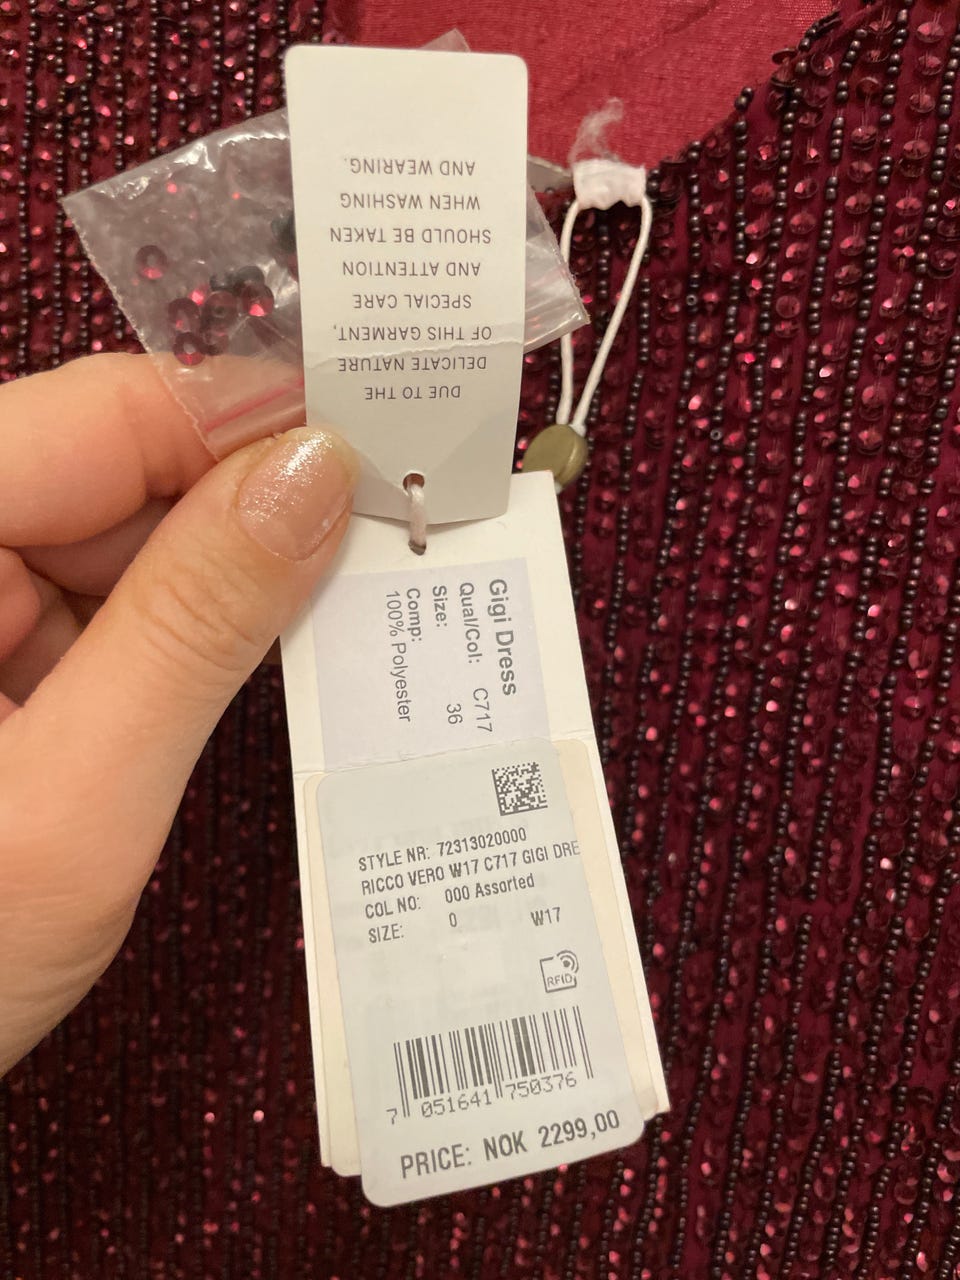 DUE TO THE
DELICATE NATURE
OF THIS GARMENT,
SPECIAL CARE
AND ATTENTION
SHOULD BE TAKEN
WHEN WASHING
AND WEARING.
Gigi Dress
Qual/Col: C717
Size: 36
Comp:
100% Polyester
STYLE NR: 72313020000
RICCO VERO W17 C717 GIGI DRE
COL NO: 000 Assorted
SIZE: 0 W17
RFID
7 051641 750376
PRICE: NOK 2299,00